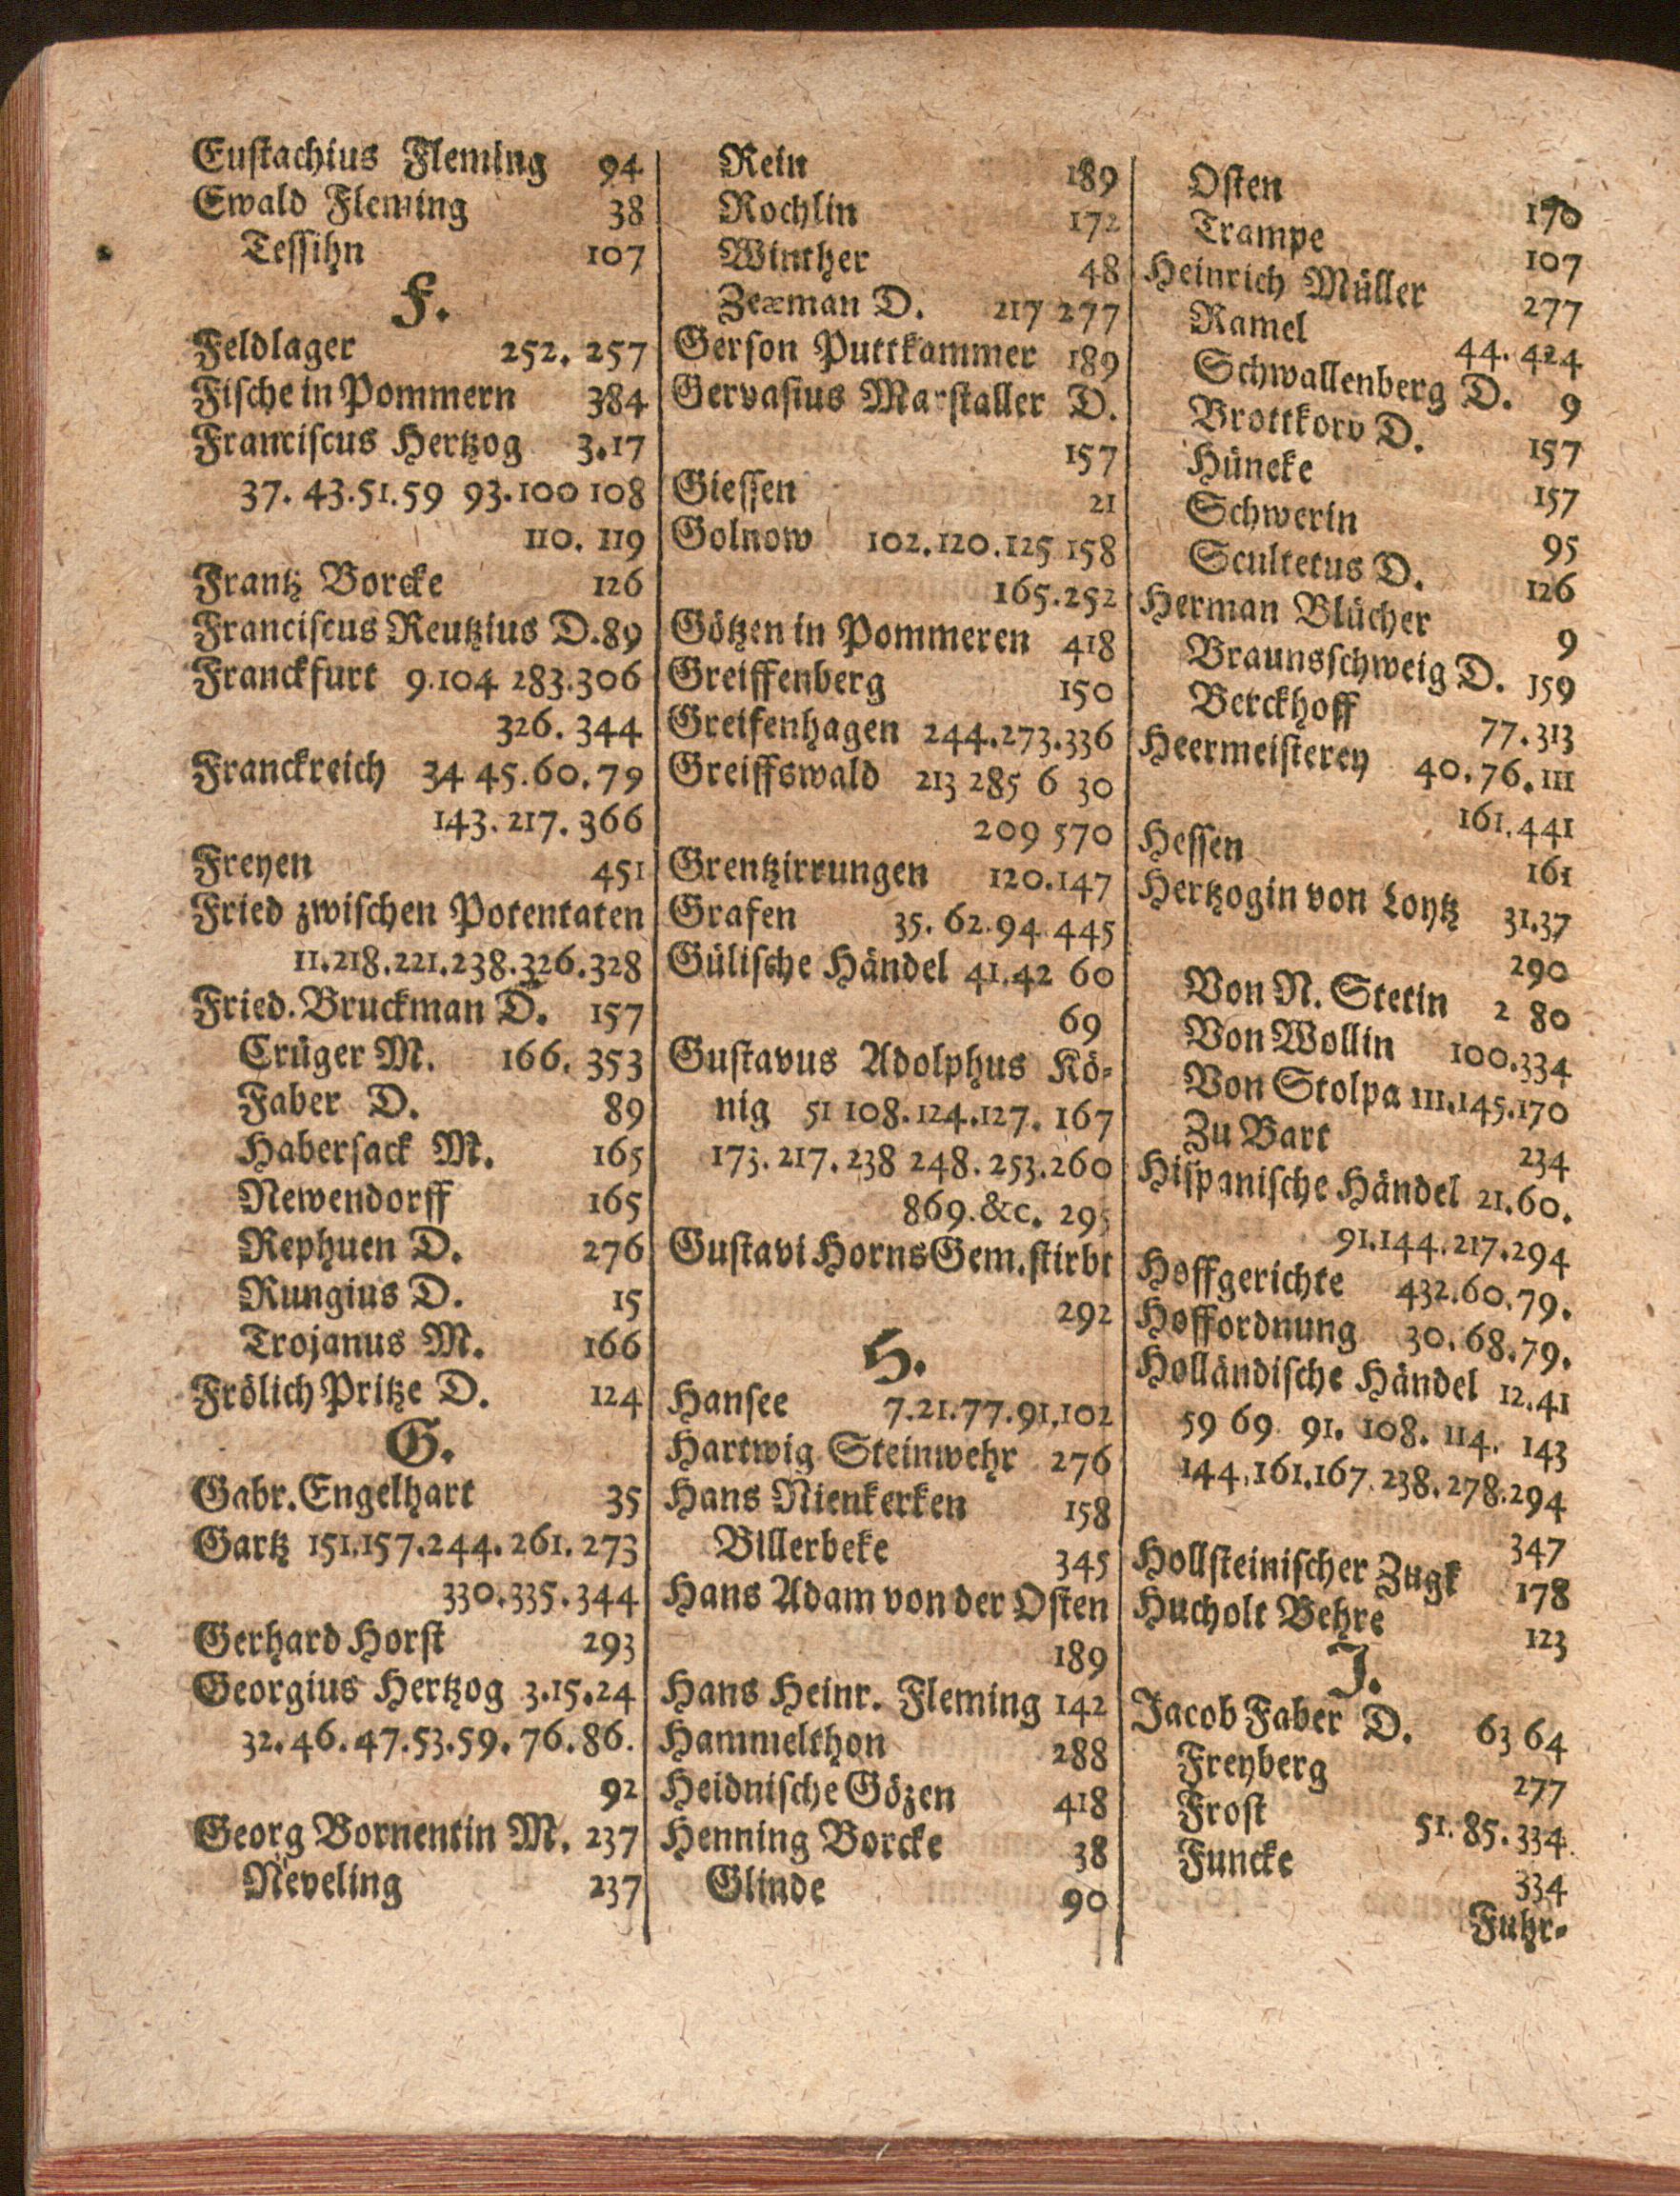 Eustachius Fleming 94
Ewald Fleming 38
Tessihn 107
F.
Feldlager 252. 257
Fische in Pommern 384
Franciscus Hertzog 3.17
37. 43.51.59 93.100 108
110. 119
Frantz Borcke 126
Franciscus Reutzius D. 89
Franckfurt 9.104 283.306
326. 344
Franckreich 34 45.60.79
143. 217. 366
Freyen 451
Fried zwischen Potentaten
11.218.221.238.326.328
Fried. Bruckman D. 157
Crüger M. 166. 353
Faber D. 89
Habersack M. 165
Newendorff 165
Rephuen D. 276
Rungius D. 15
Trojanus M. 166
Frölich Pritze D. 124
G.
Gabr. Engelhart 35
Gartz 151.157.244.261.273
330.335.344
Gerhard Horst 293
Georgius Hertzog 3.15.24
32.46.47.53.59.76.86.
92
Georg Bornentin M. 237
Neveling 237
Rein 189
Rochlin 172
Winther 48
Zeæman D. 217 277
Gerson Puttkammer 189
Gervasius Marstaller D.
157
Giessen 21
Golnow 102.120.125 158
165.252
Götzen in Pommeren 418
Greiffenberg 150
Greifenhagen 244.273.336
Greiffswald 213 285 6 30
209 570
Grentzirrungen 120.147
Grafen 35. 62.94.445
Gülische Händel 41.42 60
69
Gustavus Adolphus Kö-
nig 51 108.124.127. 167
173.217.238 248.253.260
869.&c. 295
Gustavi Horns Gem. stirbt
292
H.
Hansee 7.21.77.91.102
Hartwig Steinwehr 276
Hans Nienkerken 158
Billerbeke 345
Hans Adam von der Osten
189
Hans Heinr. Fleming 142
Hammelthon 288
Heidnische Gözen 418
Henning Borcke 38
Glinde 90
Osten 170
Trampe 107
Heinrich Müller 277
Ramel 44. 424
Schwallenberg D. 9
Brottkorv D. 157
Hüneke 157
Schwerin 95
Scultetus D. 126
Herman Blücher 9
Braunsschweig D. 159
Berckhoff 77.313
Heermeisterey 40.76.111
161.441
Hessen 161
Hertzogin von Loytz 31.37
290
Von N. Stetin 2 80
Von Wollin 100.334
Von Stolpa 111.145.170
Zu Bart 234
Hispanische Händel 21.60.
91.144.217.294
Hoffgerichte 432.60.79.
Hoffordnung 30.68.79.
Holländische Händel 12.41
59 69 91. 108. 114. 143
144.161.167.238.278.294
347
Hollsteinischer Zugk 178
Hucholt Behre 123
J.
Jacob Faber D. 63 64
Freyberg 277
Frost 51.85.334.
Funcke 334
Fuhr-